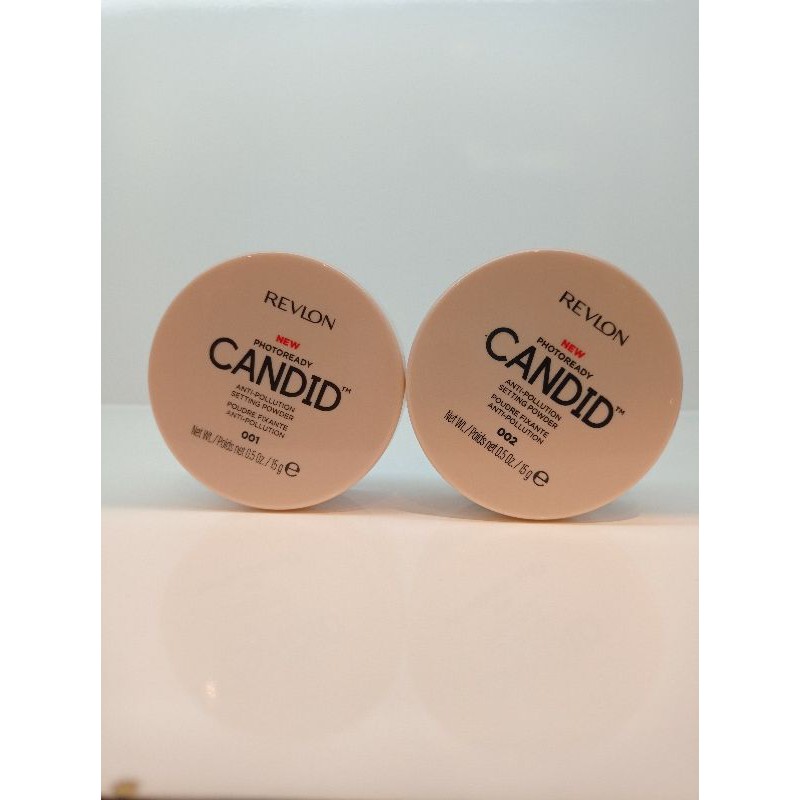 REVLON
NEW
PHOTOREADY
CANDID™
ANTI-POLLUTION
SETTING POWDER
POUDRE FIXANTE
ANTI-POLLUTION
001
Net Wt./Poids net 0.5 Oz. / 15 g ℮
REVLON
NEW
PHOTOREADY
CANDID™
ANTI-POLLUTION
SETTING POWDER
POUDRE FIXANTE
ANTI-POLLUTION
002
Net Wt./Poids net 0.5 Oz. / 15 g ℮